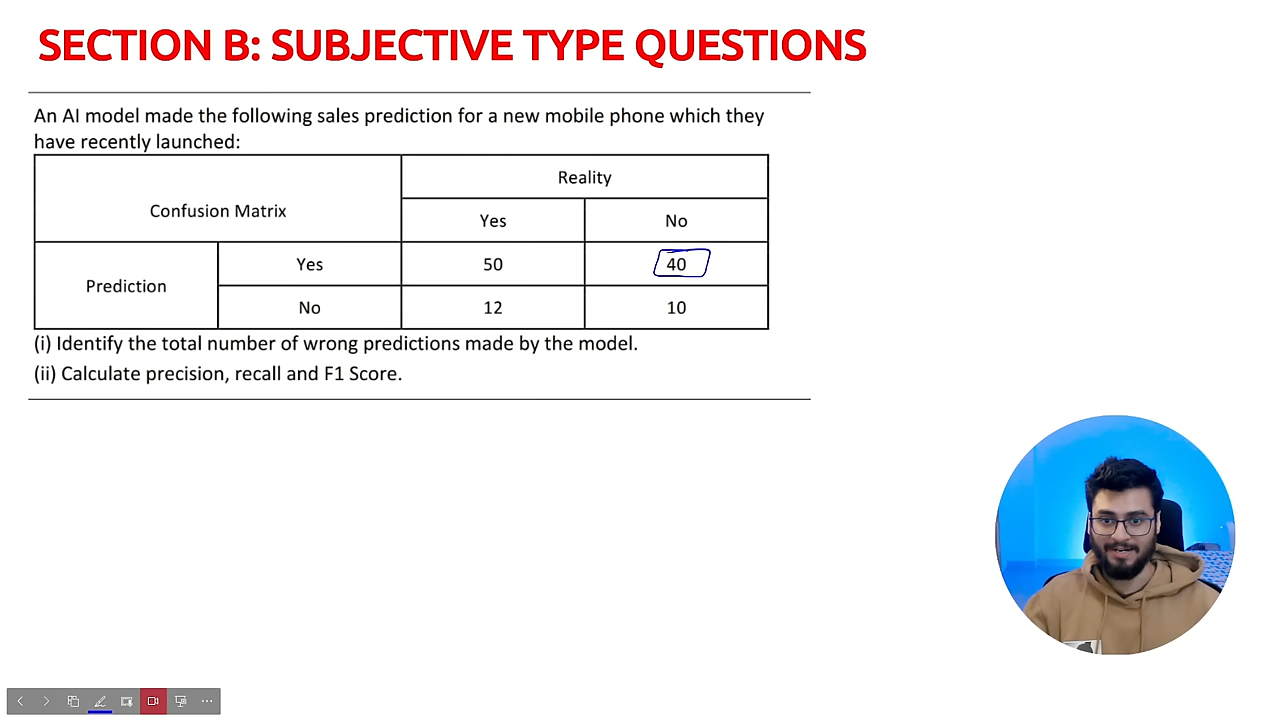 SECTION B: SUBJECTIVE TYPE QUESTIONS
An AI model made the following sales prediction for a new mobile phone which they
have recently launched:
Confusion Matrix
Reality
Yes
No
Prediction
Yes
50
40
No
12
10
(i) Identify the total number of wrong predictions made by the model.
(ii) Calculate precision, recall and F1 Score.